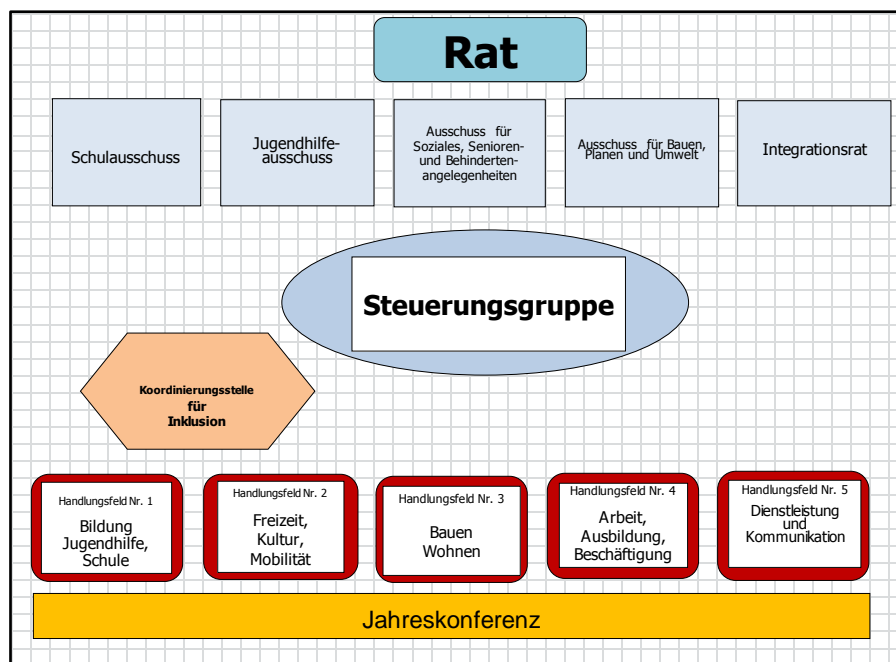 Rat
Schulausschuss
Jugendhilfe-
ausschuss
Ausschuss für
Soziales, Senioren-
und Behinderten-
angelegenheiten
Ausschuss für Bauen,
Planen und Umwelt
Integrationsrat
Steuerungsgruppe
Koordinierungsstelle
für
Inklusion
Handlungsfeld Nr. 1
Bildung
Jugendhilfe,
Schule
Handlungsfeld Nr. 2
Freizeit,
Kultur,
Mobilität
Handlungsfeld Nr. 3
Bauen
Wohnen
Handlungsfeld Nr. 4
Arbeit,
Ausbildung,
Beschäftigung
Handlungsfeld Nr. 5
Dienstleistung
und
Kommunikation
Jahreskonferenz